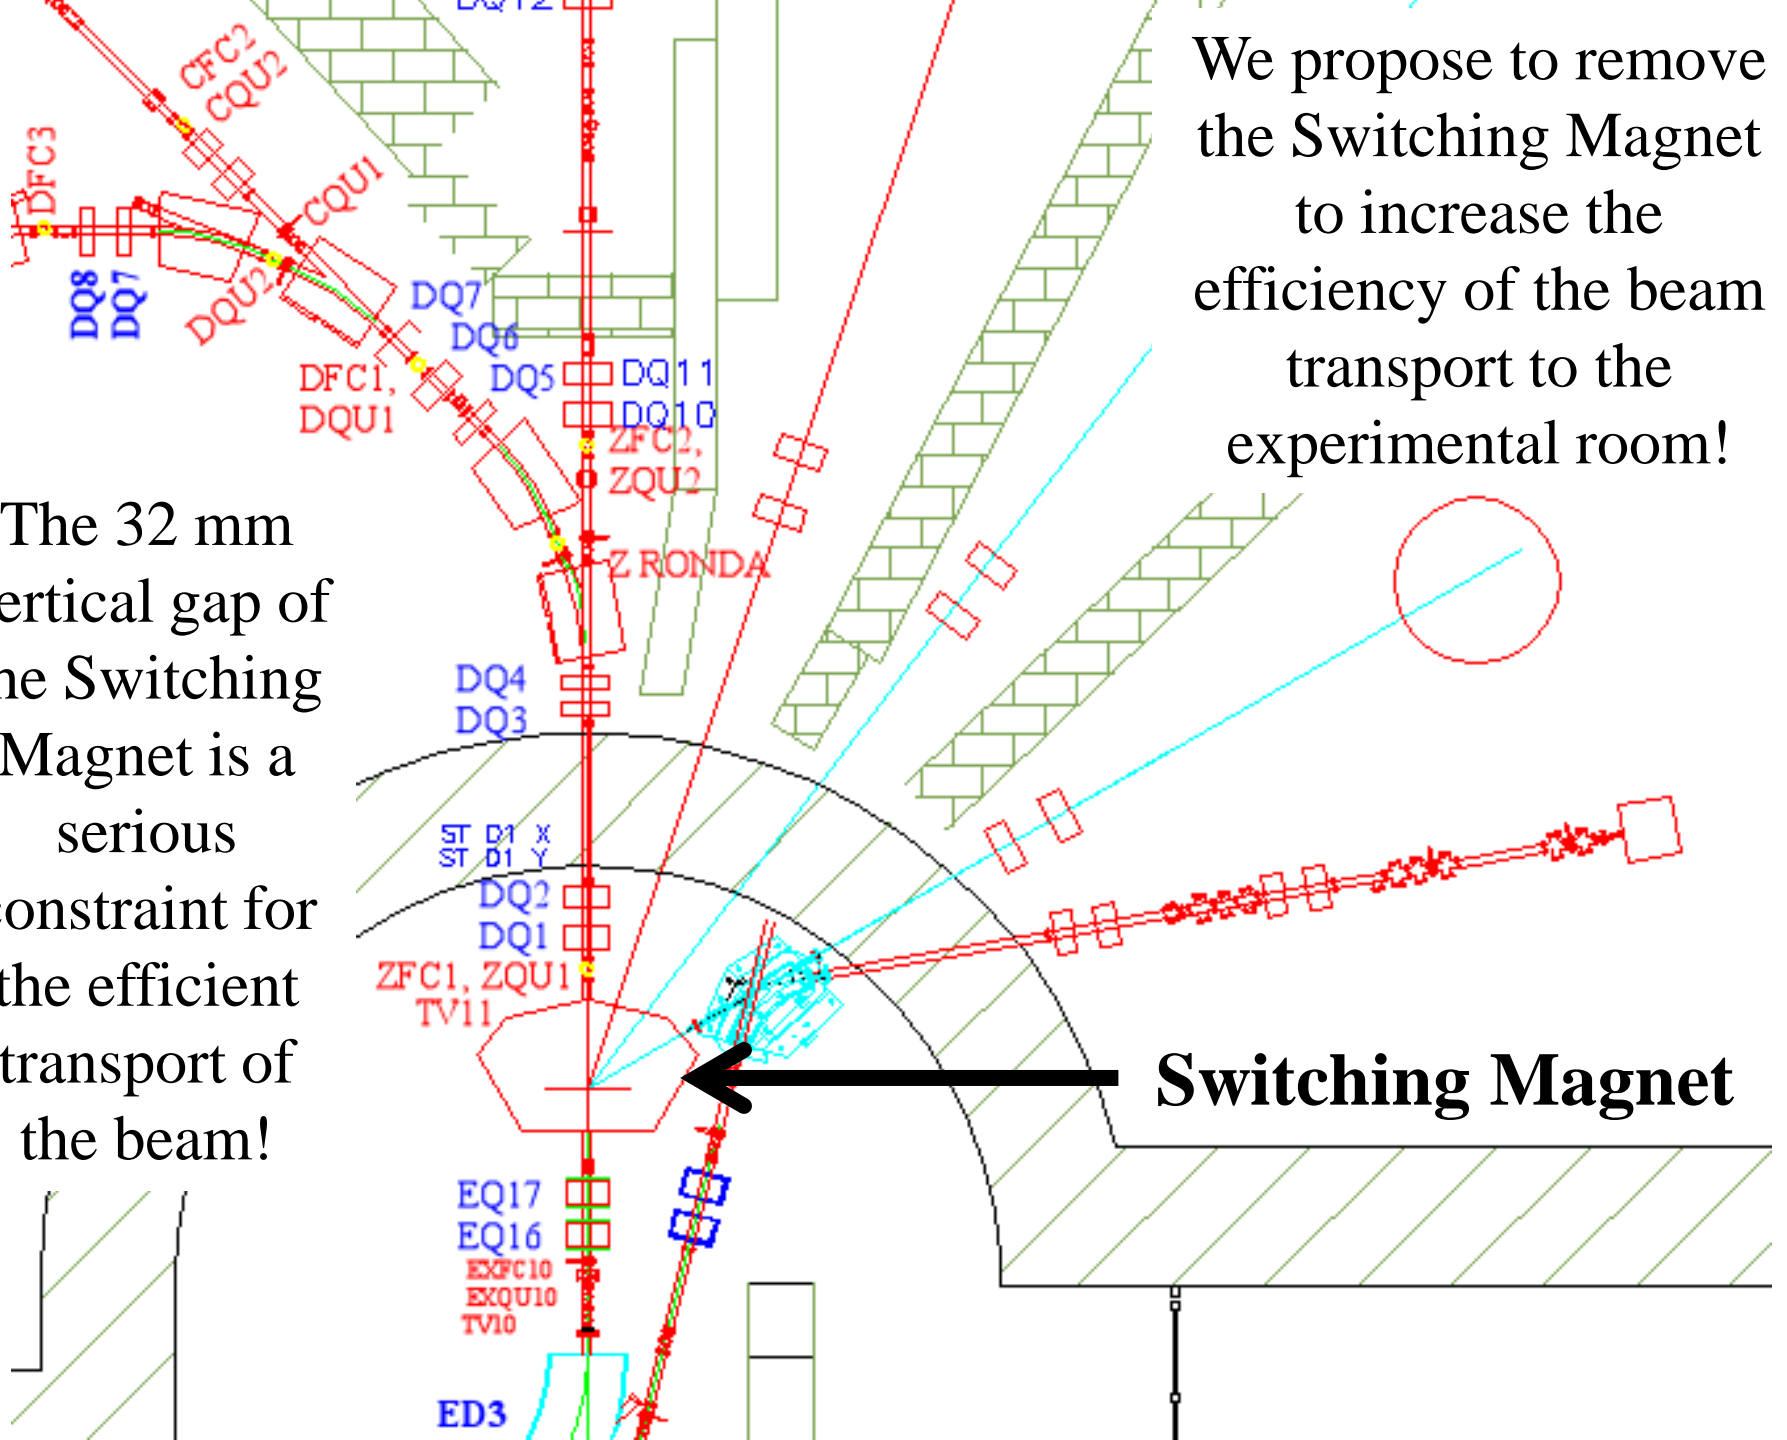 DQ12
We propose to remove
the Switching Magnet
to increase the
efficiency of the beam
transport to the
experimental room!
CFC2
CQU2
DFC3
CQU1
DQ8
DQ7
DQU2
DQ7
DQ6
DQ5
DQ11
DQ10
DFC1,
DQU1
ZFC2,
ZQU2
Z RONDA
The 32 mm
ertical gap of
he Switching
Magnet is a
serious
constraint for
the efficient
transport of
the beam!
DQ4
DQ3
ST D1 X
ST D1 Y
DQ2
DQ1
ZFC1, ZQU1
TV11
Switching Magnet
EQ17
EQ16
EXFC10
EXQU10
TV10
ED3